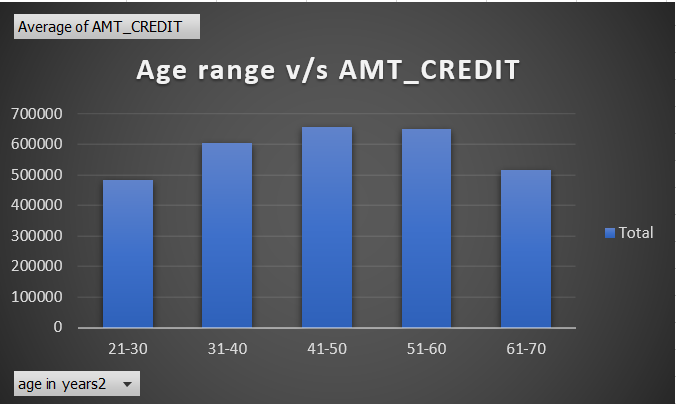 Average of AMT_CREDIT
Age range v/s AMT_CREDIT
700000
600000
500000
400000
300000
200000
100000
0
21-30 31-40 41-50 51-60 61-70
Total
age in years2